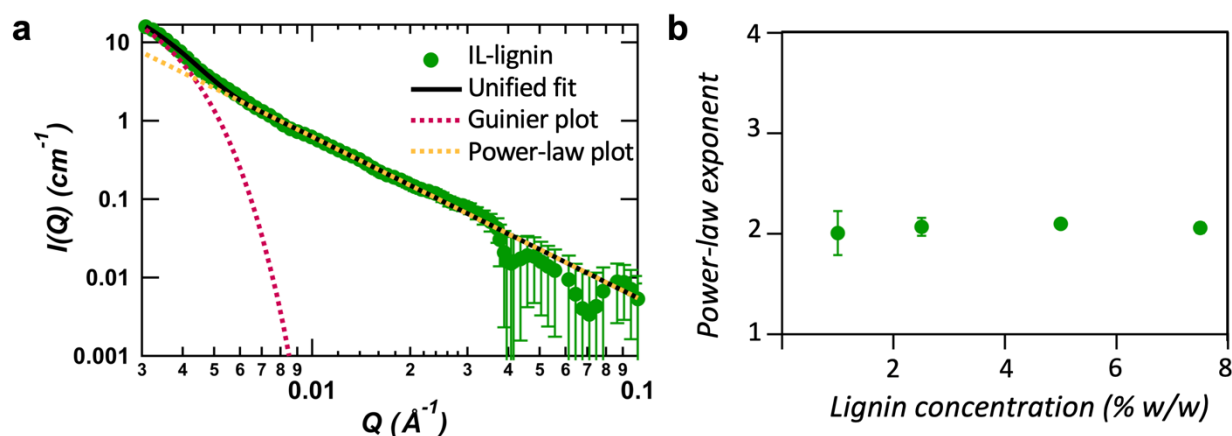 a
I(Q) (cm⁻¹)
10
1
0.1
0.01
0.001
IL-lignin
Unified fit
Guinier plot
Power-law plot
3 4 5 6 7 8 9 0.01 2 3 4 5 6 7 8 9 0.1
Q (Å⁻¹)
b
Power-law exponent
4
3
2
1
2 4 6 8
Lignin concentration (% w/w)